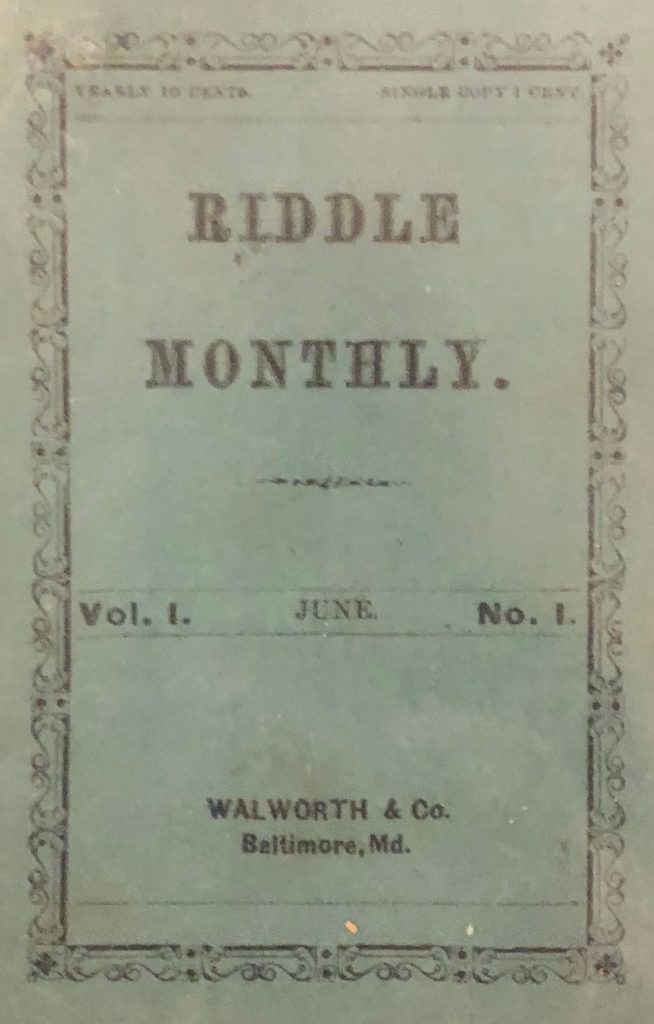 YEARLY 10 CENTS. SINGLE COPY 1 CENT
RIDDLE
MONTHLY.
Vol. I. JUNE. No. I.
WALWORTH & Co.
Baltimore, Md.